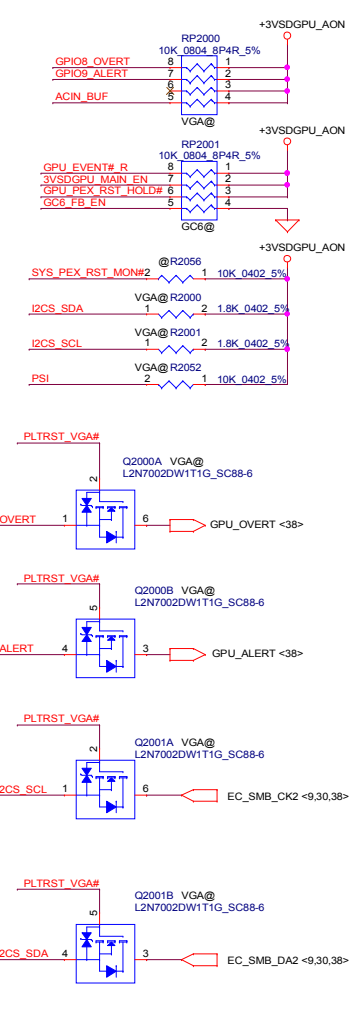 +3VSDGPU_AON
RP2000
10K_0804_8P4R_5%
GPIO8_OVERT 8 1
GPIO9_ALERT 7 2
6 3
ACIN_BUF 5 4
VGA@
+3VSDGPU_AON
RP2001
10K_0804_8P4R_5%
GPU_EVENT#_R 8 1
3VSDGPU_MAIN_EN 7 2
GPU_PEX_RST_HOLD# 6 3
GC6_FB_EN 5 4
GC6@
+3VSDGPU_AON
@ R2056
SYS_PEX_RST_MON# 2 1 10K_0402_5%
VGA@ R2000
I2CS_SDA 1 2 1.8K_0402_5%
VGA@ R2001
I2CS_SCL 1 2 1.8K_0402_5%
VGA@ R2052
PSI 2 1 10K_0402_5%
PLTRST_VGA#
Q2000A VGA@
L2N7002DW1T1G_SC88-6
2
OVERT 1 6 GPU_OVERT <38>
PLTRST_VGA#
Q2000B VGA@
L2N7002DW1T1G_SC88-6
5
ALERT 4 3 GPU_ALERT <38>
PLTRST_VGA#
Q2001A VGA@
L2N7002DW1T1G_SC88-6
2
2CS_SCL 1 6 EC_SMB_CK2 <9,30,38>
PLTRST_VGA#
Q2001B VGA@
L2N7002DW1T1G_SC88-6
5
2CS_SDA 4 3 EC_SMB_DA2 <9,30,38>